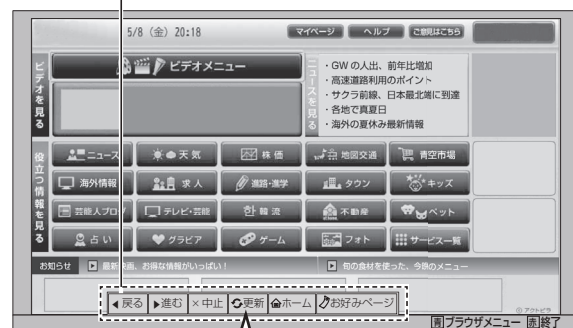 5/8（金）20:18
マイページ ヘルプ ご意見はこちら
ビデオを見る
ビデオメニュー
ニュースを見る
・GW の人出、前年比増加
・高速道路利用のポイント
・サクラ前線、日本最北端に到達
・各地で真夏日
・海外の夏休み最新情報
役立つ情報を見る
ニュース 天気 株価 地図交通 青空市場
海外情報 求人 進路・進学 タウン キッズ
芸能人ブログ テレビ・芸能 韓流 不動産 ペット
占い グラビア ゲーム フォト サービス一覧
お知らせ 最新映画、お得な情報がいっぱい！ 旬の食材を使った、今晩のメニュー
戻る 進む ×中止 更新 ホーム お好みページ
© アクトビラ
青ブラウザメニュー 赤終了